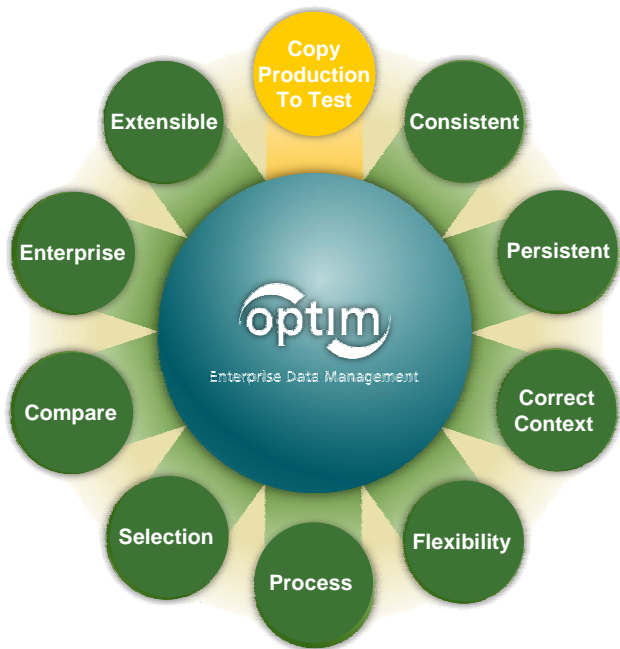 Copy
Production
To Test
Consistent
Persistent
Correct
Context
Flexibility
Process
Selection
Compare
Enterprise
Extensible
optim
Enterprise Data Management